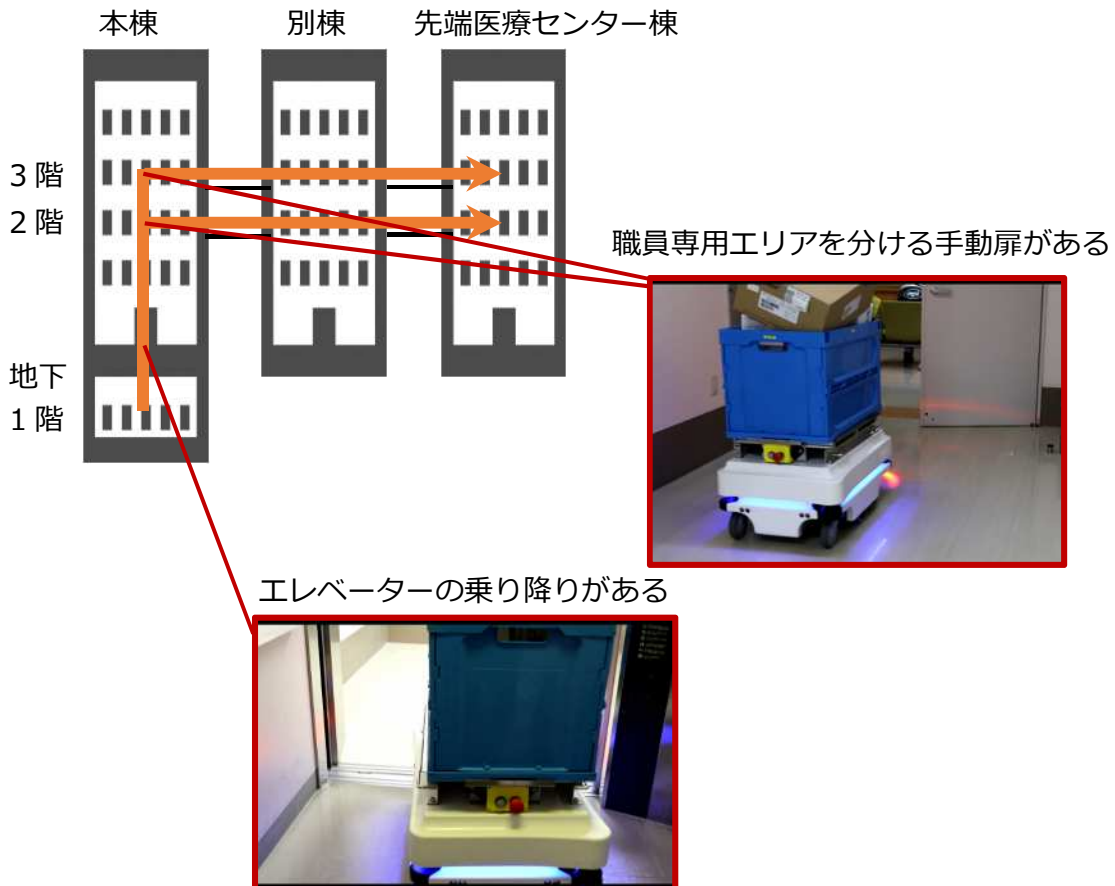 本棟
別棟
先端医療センター棟
3階
2階
地下
1階
職員専用エリアを分ける手動扉がある
エレベーターの乗り降りがある